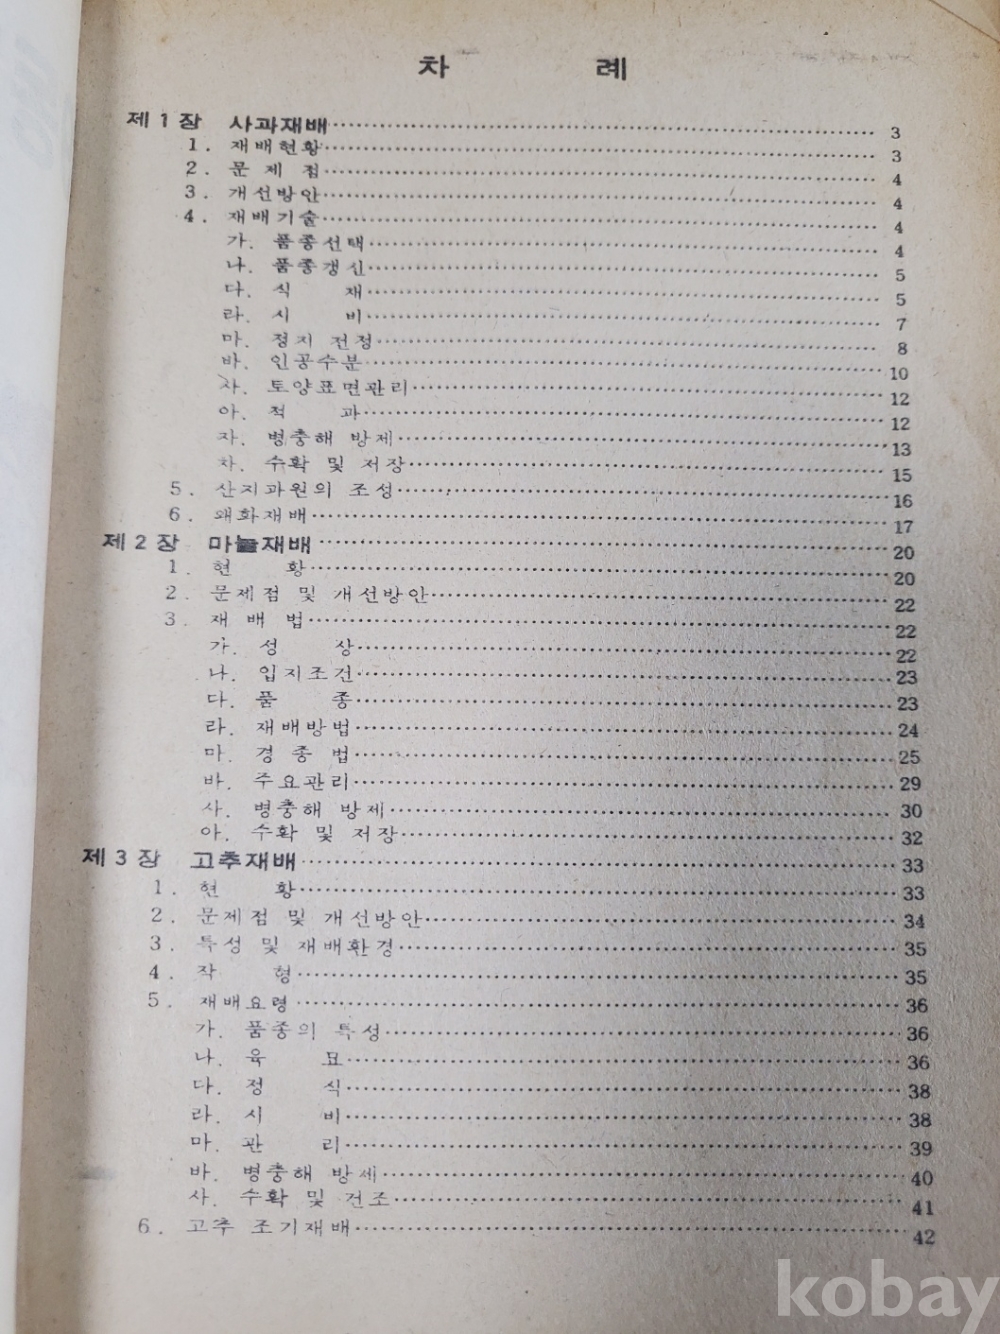 차 례
제 1 장 사과재배 3
1. 재배현황 3
2. 문 제 점 4
3. 개선방안 4
4. 재배기술 4
가. 품종선택 4
나. 품종갱신 5
다. 식 재 5
라. 시 비 7
마. 정지 전정 8
바. 인공수분 10
사. 토양표면관리 12
아. 적 과 12
자. 병충해 방제 13
차. 수확 및 저장 15
5. 산지과원의 조성 16
6. 왜화재배 17
제 2 장 마늘재배 20
1. 현 황 20
2. 문제점 및 개선방안 22
3. 재 배 법 22
가. 성 상 22
나. 입지조건 23
다. 품 종 23
라. 재배방법 24
마. 경 종 법 25
바. 주요관리 29
사. 병충해 방제 30
아. 수확 및 저장 32
제 3 장 고추재배 33
1. 현 황 33
2. 문제점 및 개선방안 34
3. 특성 및 재배환경 35
4. 작 형 35
5. 재배요령 36
가. 품종의 특성 36
나. 육 묘 36
다. 정 식 38
라. 시 비 38
마. 관 리 39
바. 병충해 방제 40
사. 수확 및 건조 41
6. 고추 조기재배 42
kobay